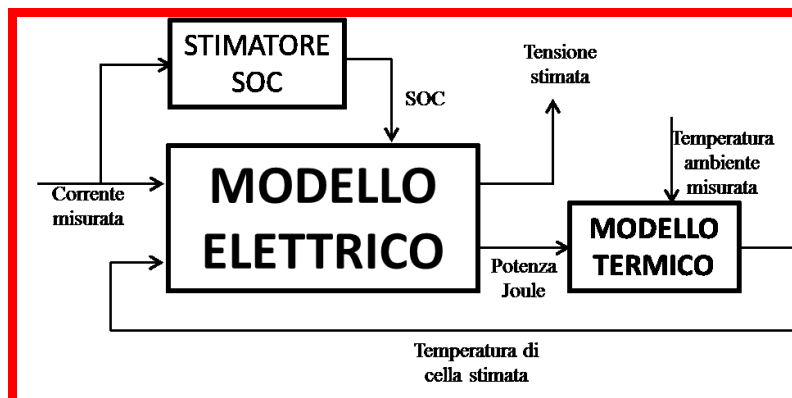 STIMATORE
SOC
Tensione
stimata
SOC
Temperatura
ambiente
misurata
Corrente
misurata
MODELLO
ELETTRICO
MODELLO
TERMICO
Potenza
Joule
Temperatura di
cella stimata